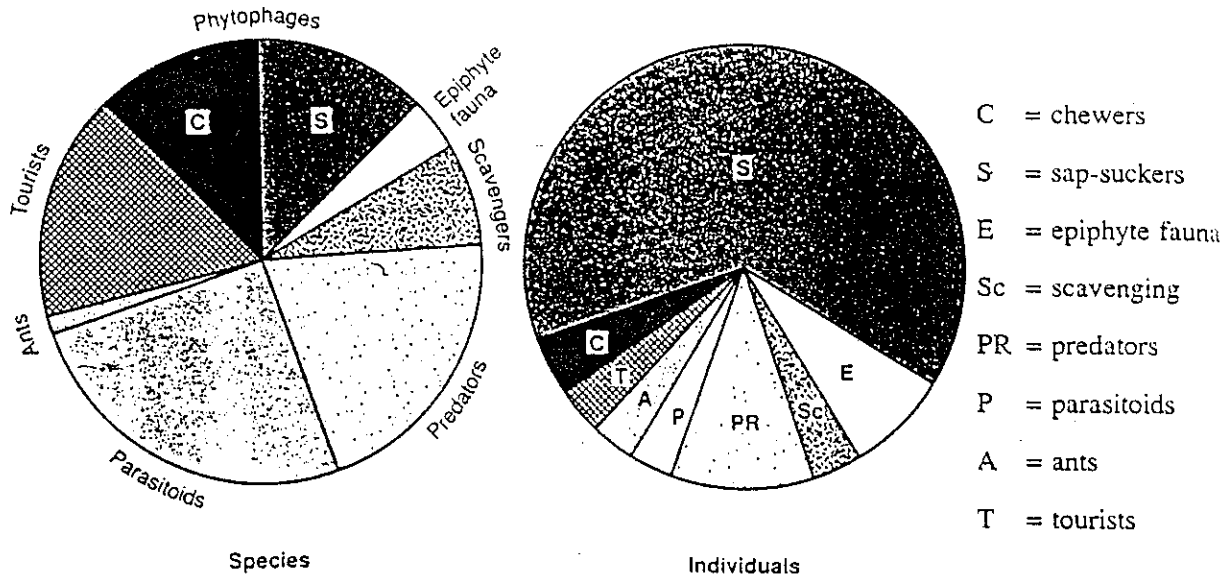 Phytophages
C
S
Epiphyte
fauna
Scavengers
Predators
Parasitoids
Ants
Tourists
Species
S
E
Sc
PR
P
A
T
C
Individuals
C = chewers
S = sap-suckers
E = epiphyte fauna
Sc = scavenging
PR = predators
P = parasitoids
A = ants
T = tourists